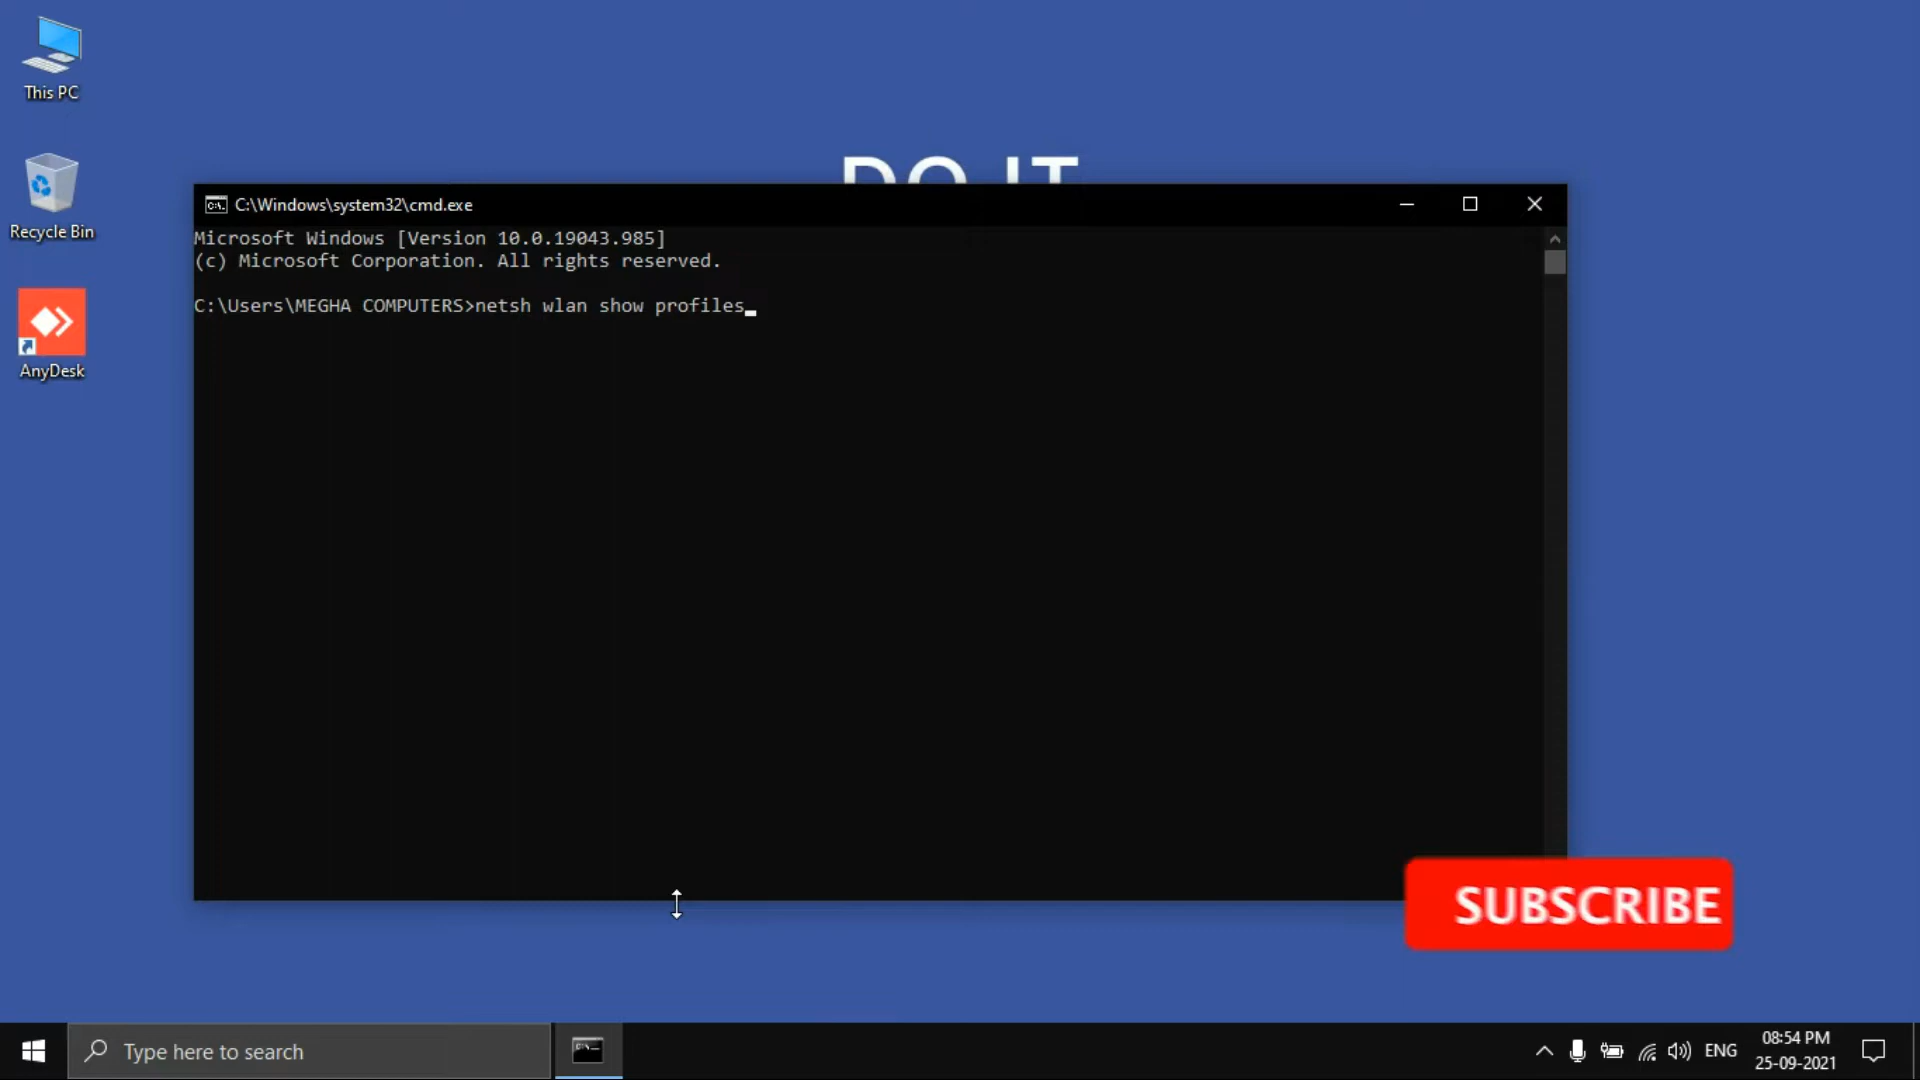 This PC
Recycle Bin
AnyDesk
DO IT
C:\Windows\system32\cmd.exe
Microsoft Windows [Version 10.0.19043.985]
(c) Microsoft Corporation. All rights reserved.
C:\Users\MEGHA COMPUTERS>netsh wlan show profiles
SUBSCRIBE
Type here to search
ENG
08:54 PM
25-09-2021